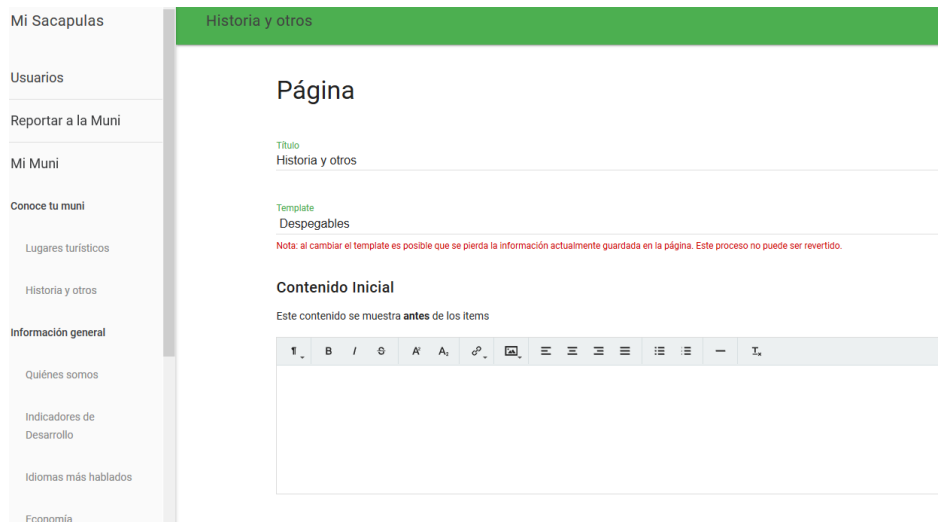 Mi Sacapulas
Usuarios
Reportar a la Muni
Mi Muni
Conoce tu muni
Lugares turísticos
Historia y otros
Información general
Quiénes somos
Indicadores de
Desarrollo
Idiomas más hablados
Economía
Historia y otros
Página
Título
Historia y otros
Template
Despegables
Nota: al cambiar el template es posible que se pierda la información actualmente guardada en la página. Este proceso no puede ser revertido.
Contenido Inicial
Este contenido se muestra antes de los items